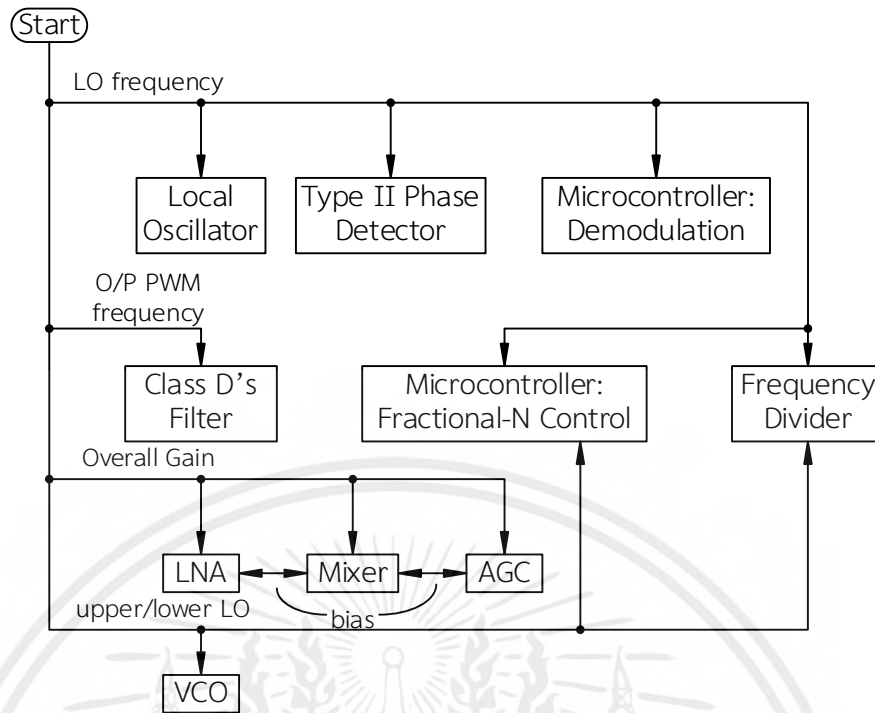 Start
LO frequency
Local
Oscillator
Type II Phase
Detector
Microcontroller:
Demodulation
O/P PWM
frequency
Class D’s
Filter
Microcontroller:
Fractional-N Control
Frequency
Divider
Overall Gain
LNA
Mixer
AGC
bias
upper/lower LO
VCO